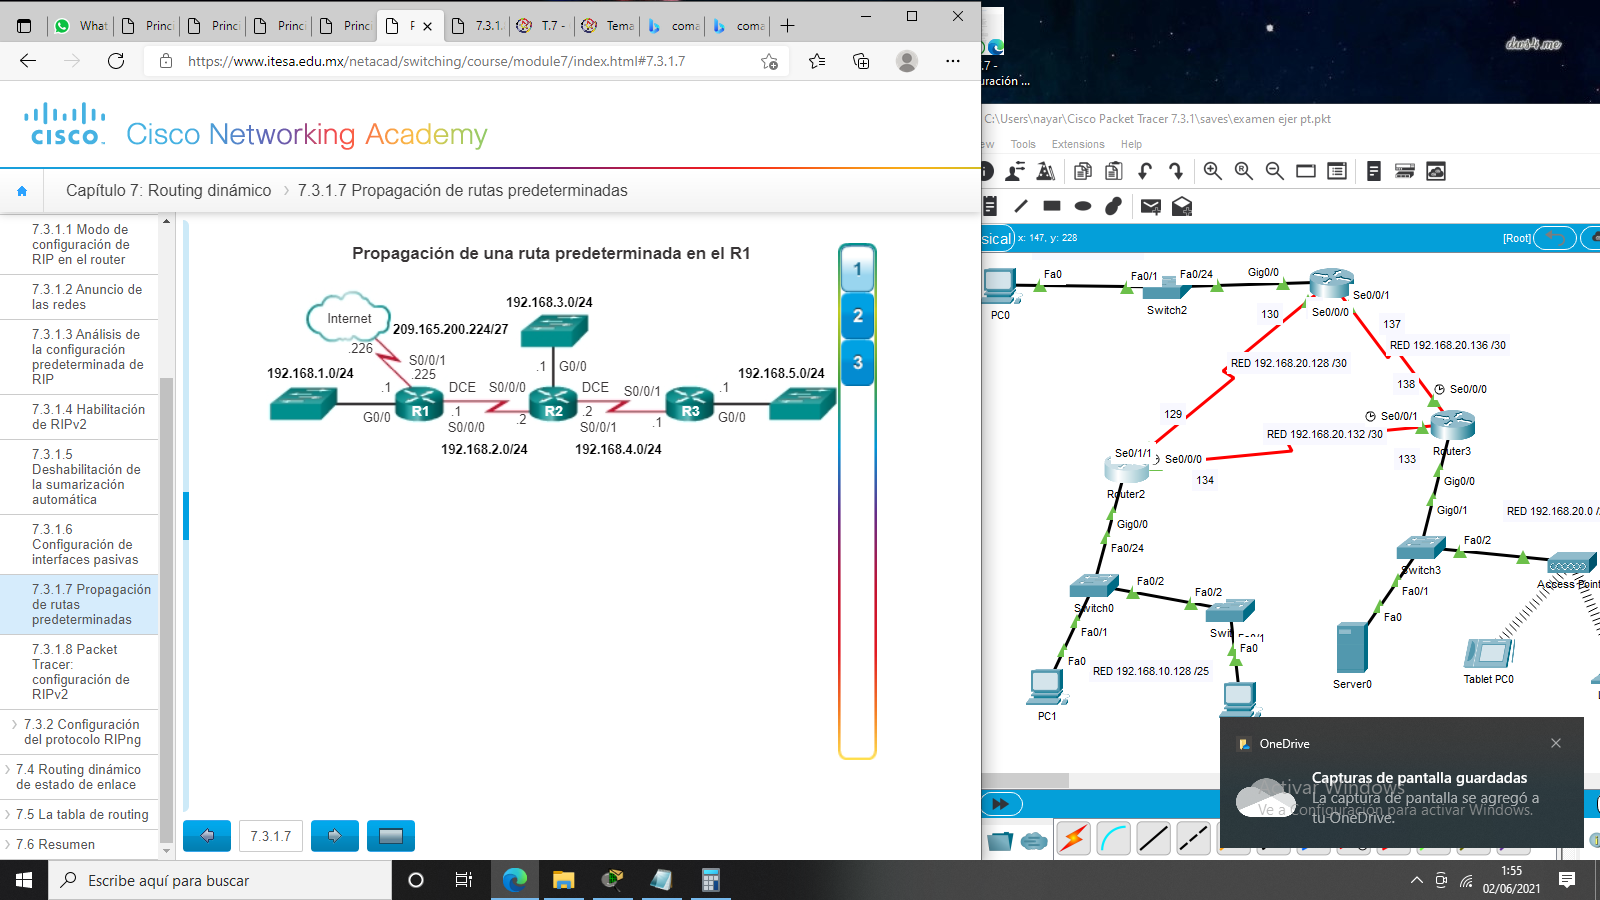 What
Princ
Princ
Princ
Princ
F
7.3.1.
T.7 -
Tema
coma
coma
https://www.itesa.edu.mx/netacad/switching/course/module7/index.html#7.3.1.7
cisco.
Cisco Networking Academy
Capítulo 7: Routing dinámico
7.3.1.7 Propagación de rutas predeterminadas
7.3.1.1 Modo de
configuración de
RIP en el router
7.3.1.2 Anuncio de
las redes
7.3.1.3 Análisis de
la configuración
predeterminada de
RIP
7.3.1.4 Habilitación
de RIPv2
7.3.1.5
Deshabilitación de
la sumarización
automática
7.3.1.6
Configuración de
interfaces pasivas
7.3.1.7 Propagación
de rutas
predeterminadas
7.3.1.8 Packet
Tracer:
configuración de
RIPv2
7.3.2 Configuración
del protocolo RIPng
7.4 Routing dinámico
de estado de enlace
7.5 La tabla de routing
7.6 Resumen
Propagación de una ruta predeterminada en el R1
1
2
3
Internet
209.165.200.224/27
192.168.3.0/24
.226
S0/0/1
.225
.1
G0/0
192.168.1.0/24
192.168.5.0/24
.1
DCE
S0/0/0
DCE
S0/0/1
.1
R1
R2
R3
G0/0
.1
.2
.2
.1
G0/0
S0/0/0
S0/0/1
192.168.2.0/24
192.168.4.0/24
7.3.1.7
dws4.me
.7 -
uración ...
C:\Users\nayar\Cisco Packet Tracer 7.3.1\saves\examen ejer pt.pkt
ew
Tools
Extensions
Help
sical
x: 147, y: 228
[Root]
Fa0
Fa0/1
Fa0/24
Gig0/0
PC0
Switch2
Se0/0/1
Se0/0/0
130
137
RED 192.168.20.136 /30
RED 192.168.20.128 /30
138
Se0/0/0
129
Se0/0/1
RED 192.168.20.132 /30
Se0/1/1
Se0/0/0
133
Router3
134
Router2
Gig0/0
Gig0/0
Gig0/1
RED 192.168.20.0 /
Fa0/24
Fa0/2
Switch3
Fa0/2
Fa0/2
Access Point
Switch0
Fa0/1
Fa0/1
Swit
Fa0/1
Fa0
Fa0
Fa0
RED 192.168.10.128 /25
Server0
Tablet PC0
PC1
OneDrive
Capturas de pantalla guardadas
La captura de pantalla se agregó a
tu OneDrive.
Activar Windows
Ve a Configuración para activar Windows.
Escribe aquí para buscar
1:55
02/06/2021